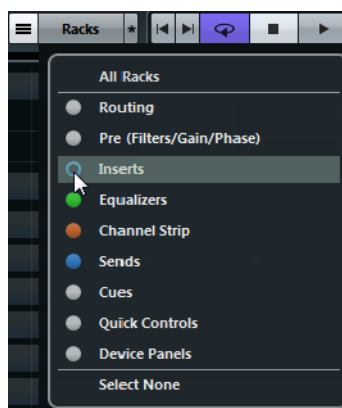 Racks *
All Racks
Routing
Pre (Filters/Gain/Phase)
Inserts
Equalizers
Channel Strip
Sends
Cues
Quick Controls
Device Panels
Select None